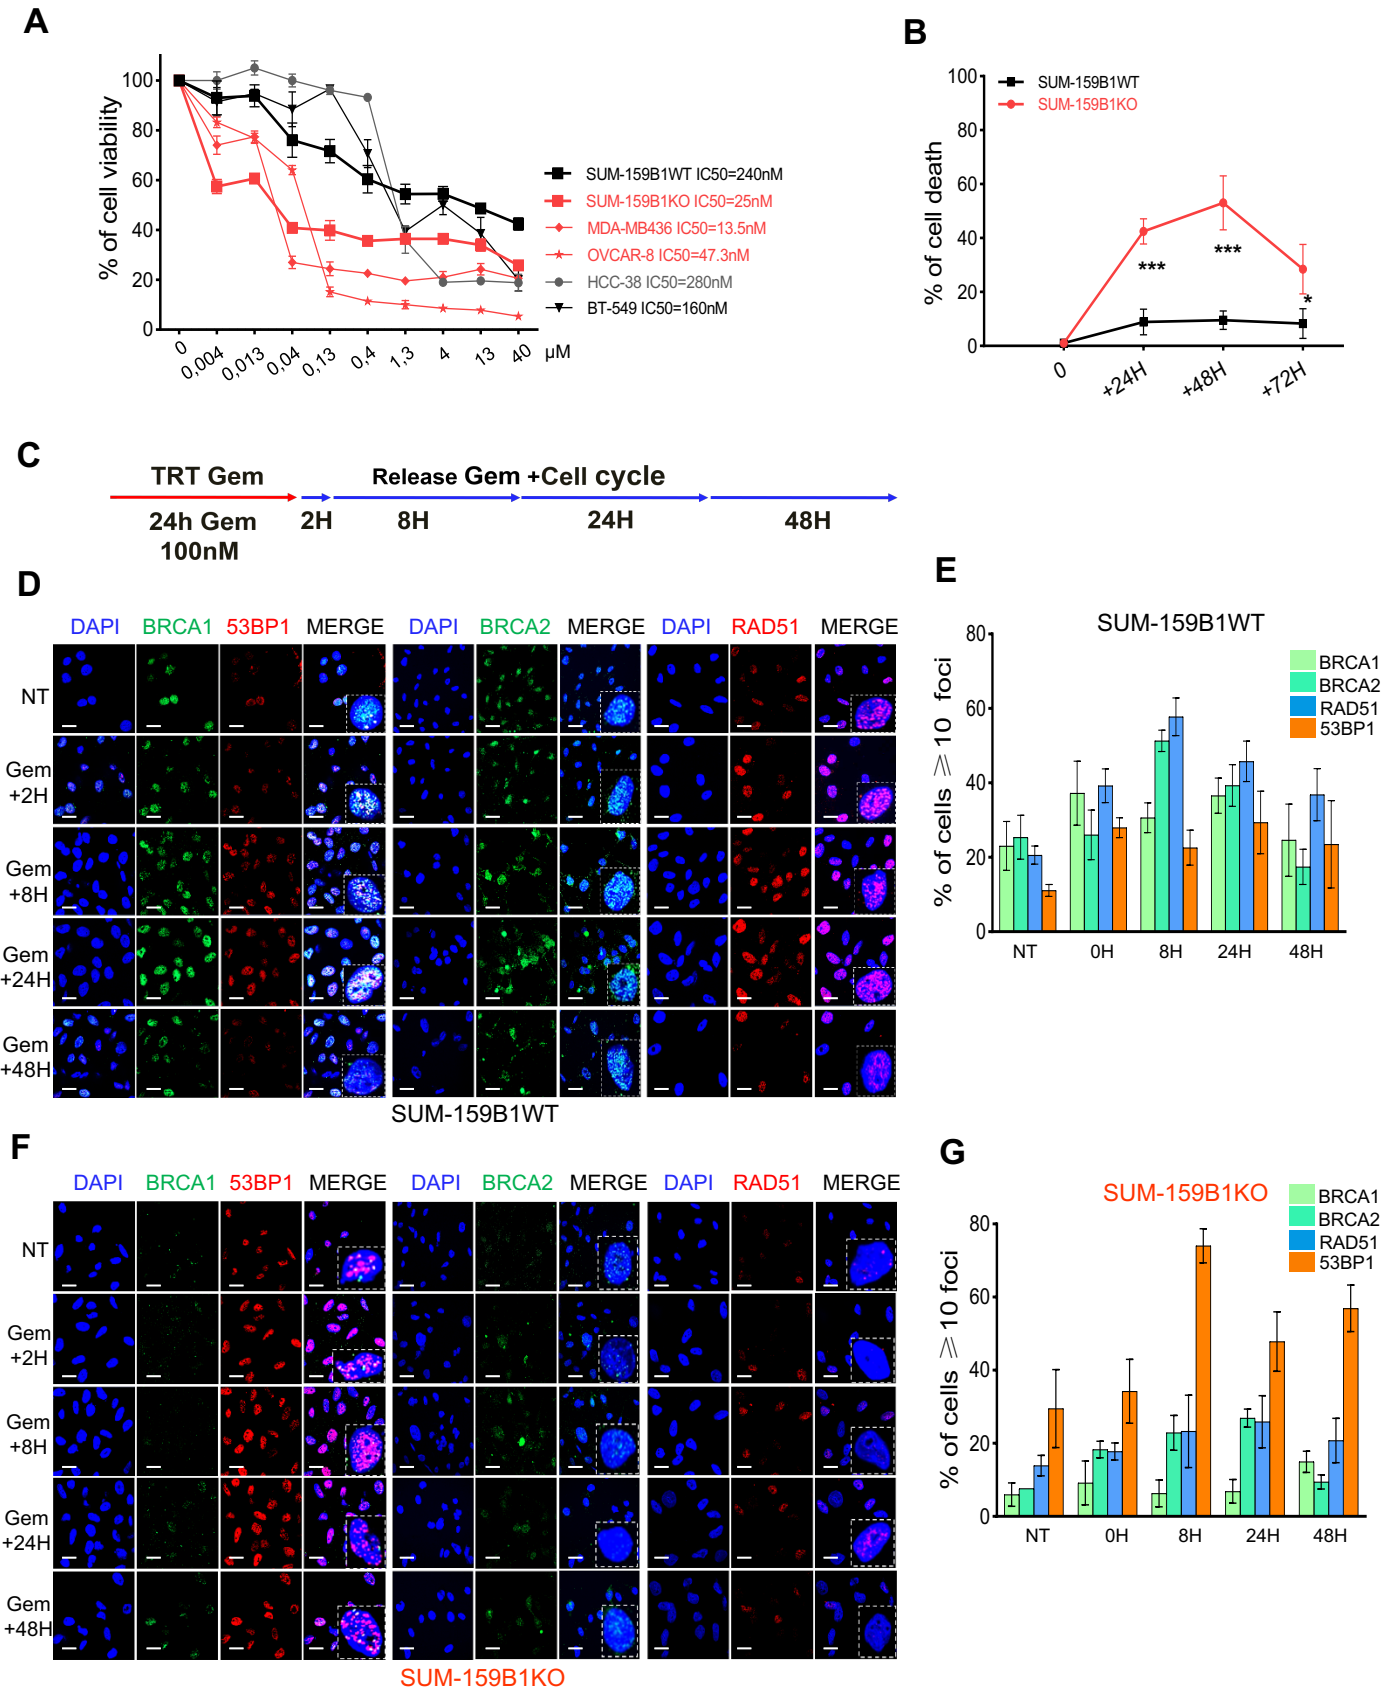 A
% of cell viability
100
80
60
40
20
0
0
0,004
0,013
0,04
0,13
0,4
1,3
4
13
40
µM
SUM-159B1WT IC50=240nM
SUM-159B1KO IC50=25nM
MDA-MB436 IC50=13.5nM
OVCAR-8 IC50=47.3nM
HCC-38 IC50=280nM
BT-549 IC50=160nM
B
% of cell death
100
80
60
40
20
0
SUM-159B1WT
SUM-159B1KO
***
***
*
0
+24H
+48H
+72H
C
TRT Gem
Release Gem +Cell cycle
24h Gem
100nM
2H
8H
24H
48H
D
DAPI BRCA1 53BP1 MERGE DAPI BRCA2 MERGE DAPI RAD51 MERGE
NT
Gem
+2H
Gem
+8H
Gem
+24H
Gem
+48H
SUM-159B1WT
E
SUM-159B1WT
% of cells ⩾ 10 foci
80
60
40
20
0
BRCA1
BRCA2
RAD51
53BP1
NT 0H 8H 24H 48H
F
DAPI BRCA1 53BP1 MERGE DAPI BRCA2 MERGE DAPI RAD51 MERGE
NT
Gem
+2H
Gem
+8H
Gem
+24H
Gem
+48H
SUM-159B1KO
G
SUM-159B1KO
% of cells ⩾ 10 foci
80
60
40
20
0
BRCA1
BRCA2
RAD51
53BP1
NT 0H 8H 24H 48H